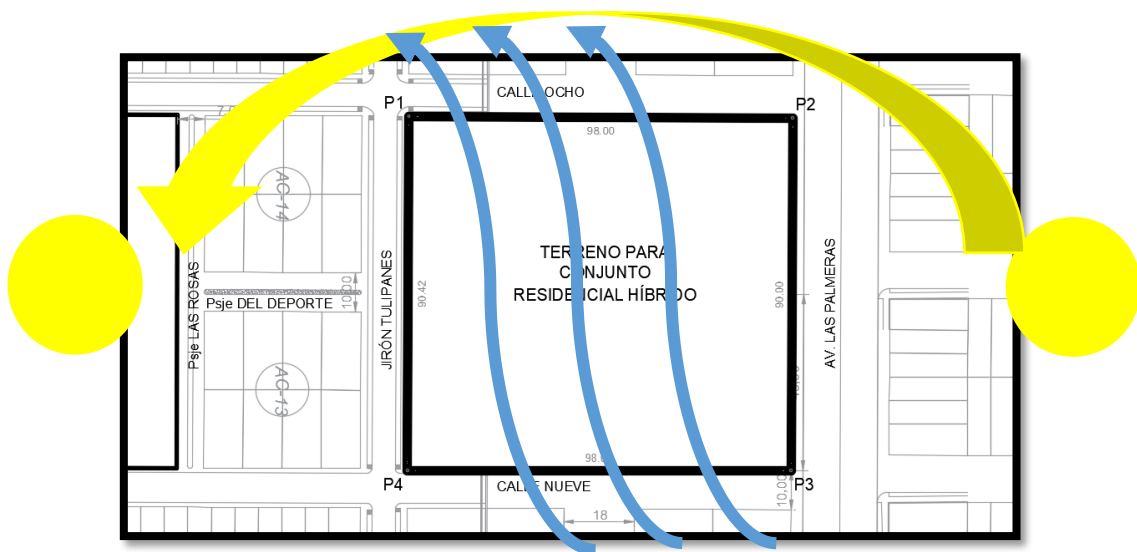 CALLE OCHO
P1
P2
98.00
AC-14
TERRENO PARA
CONJUNTO
RESIDENCIAL HÍBRIDO
90.42
90.00
10.00
Psje LAS ROSAS
Psje DEL DEPORTE
JIRÓN TULIPANES
AV. LAS PALMERAS
AC-13
P4
P3
CALLE NUEVE
10,00
18